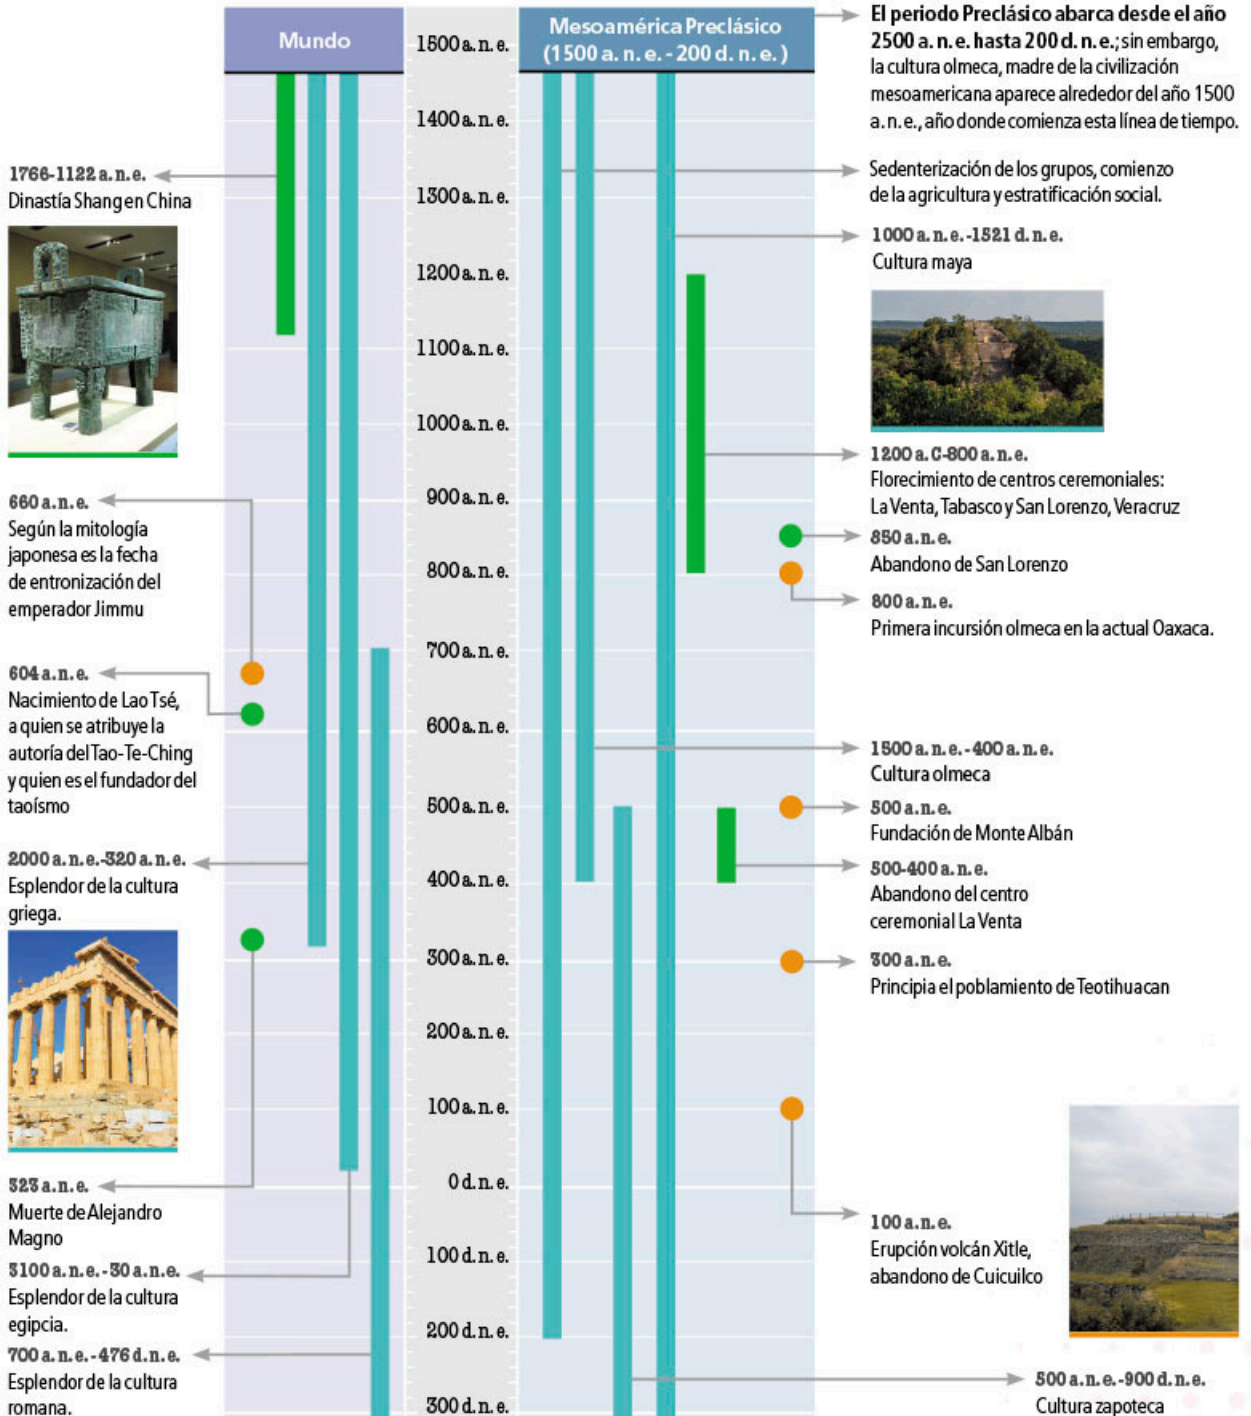 Mundo
1500 a. n. e.
Mesoamérica Preclásico
(1500 a. n. e. - 200 d. n. e.)
El periodo Preclásico abarca desde el año
2500 a. n. e. hasta 200 d. n. e.; sin embargo,
la cultura olmeca, madre de la civilización
mesoamericana aparece alrededor del año 1500
a. n. e., año donde comienza esta línea de tiempo.
1766-1122 a. n. e.
Dinastía Shang en China
660 a. n. e.
Según la mitología
japonesa es la fecha
de entronización del
emperador Jimmu
604 a. n. e.
Nacimiento de Lao Tsé,
a quien se atribuye la
autoría del Tao-Te-Ching
y quien es el fundador del
taoísmo
2000 a. n. e.-320 a. n. e.
Esplendor de la cultura
griega.
323 a. n. e.
Muerte de Alejandro
Magno
3100 a. n. e. - 30 a. n. e.
Esplendor de la cultura
egipcia.
700 a. n. e. - 476 d. n. e.
Esplendor de la cultura
romana.
1400 a. n. e.
1300 a. n. e.
1200 a. n. e.
1100 a. n. e.
1000 a. n. e.
900 a. n. e.
800 a. n. e.
700 a. n. e.
600 a. n. e.
500 a. n. e.
400 a. n. e.
300 a. n. e.
200 a. n. e.
100 a. n. e.
0 d. n. e.
100 d. n. e.
200 d. n. e.
300 d. n. e.
Sedenterización de los grupos, comienzo
de la agricultura y estratificación social.
1000 a. n. e.-1521 d. n. e.
Cultura maya
1200 a. C-800 a. n. e.
Florecimiento de centros ceremoniales:
La Venta, Tabasco y San Lorenzo, Veracruz
850 a. n. e.
Abandono de San Lorenzo
800 a. n. e.
Primera incursión olmeca en la actual Oaxaca.
1500 a. n. e. - 400 a. n. e.
Cultura olmeca
500 a. n. e.
Fundación de Monte Albán
500-400 a. n. e.
Abandono del centro
ceremonial La Venta
300 a. n. e.
Principia el poblamiento de Teotihuacan
100 a. n. e.
Erupción volcán Xitle,
abandono de Cuicuilco
500 a. n. e.-900 d. n. e.
Cultura zapoteca